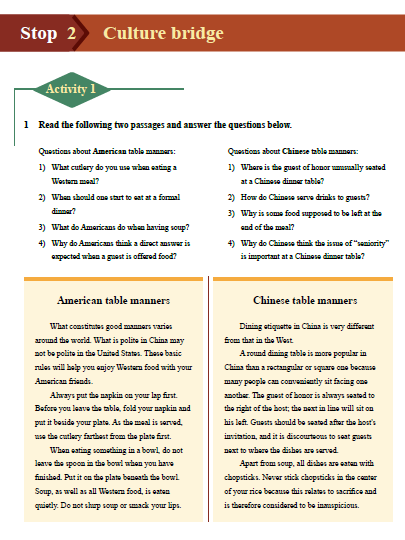 Stop 2 Culture bridge
Activity 1
1 Read the following two passages and answer the questions below.
Questions about American table manners:
1) What cutlery do you use when eating a
Western meal?
2) When should one start to eat at a formal
dinner?
3) What do Americans do when having soup?
4) Why do Americans think a direct answer is
expected when a guest is offered food?
Questions about Chinese table manners:
1) Where is the guest of honor unusually seated
at a Chinese dinner table?
2) How do Chinese serve drinks to guests?
3) Why is some food supposed to be left at the
end of the meal?
4) Why do Chinese think the issue of "seniority"
is important at a Chinese dinner table?
American table manners
What constitutes good manners varies
around the world. What is polite in China may
not be polite in the United States. These basic
rules will help you enjoy Western food with your
American friends.
Always put the napkin on your lap first.
Before you leave the table, fold your napkin and
put it beside your plate. As the meal is served,
use the cutlery farthest from the plate first.
When eating something in a bowl, do not
leave the spoon in the bowl when you have
finished. Put it on the plate beneath the bowl.
Soup, as well as all Western food, is eaten
quietly. Do not slurp soup or smack your lips.
Chinese table manners
Dining etiquette in China is very different
from that in the West.
A round dining table is more popular in
China than a rectangular or square one because
many people can conveniently sit facing one
another. The guest of honor is always seated to
the right of the host; the next in line will sit on
his left. Guests should be seated after the host's
invitation, and it is discourteous to seat guests
next to where the dishes are served.
Apart from soup, all dishes are eaten with
chopsticks. Never stick chopsticks in the center
of your rice because this relates to sacrifice and
is therefore considered to be inauspicious.